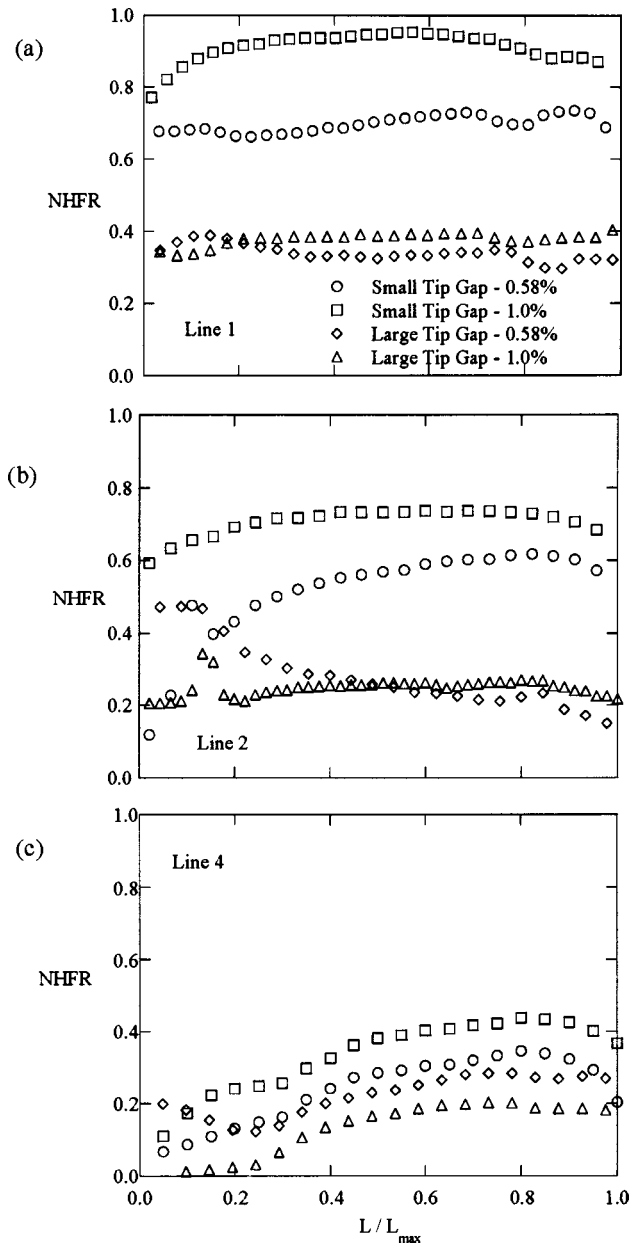 (a)
1.0
0.8
0.6
NHFR
0.4
0.2
0.0
Small Tip Gap - 0.58%
Small Tip Gap - 1.0%
Large Tip Gap - 0.58%
Large Tip Gap - 1.0%
Line 1
(b)
1.0
0.8
0.6
NHFR
0.4
0.2
0.0
Line 2
(c)
1.0
0.8
0.6
NHFR
0.4
0.2
0.0
Line 4
0.0 0.2 0.4 0.6 0.8 1.0
L / Lmax